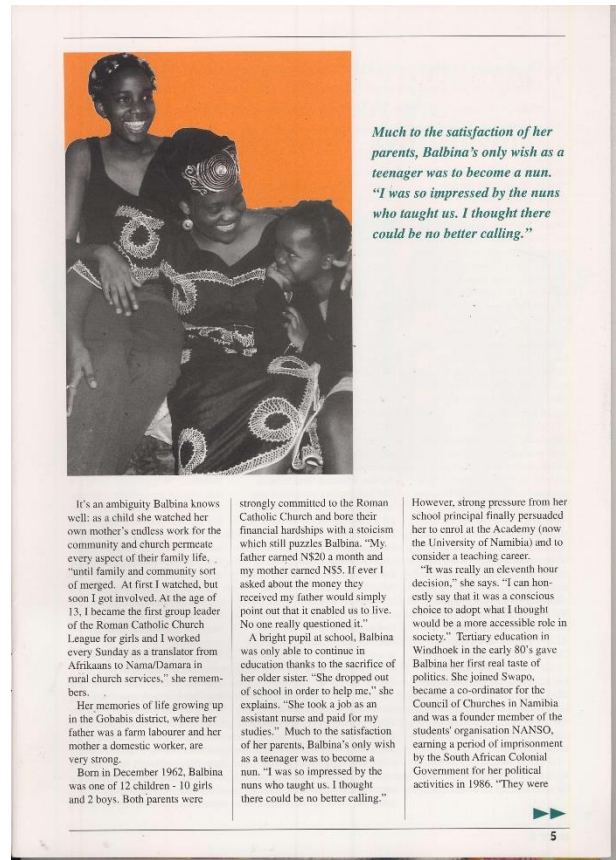 Much to the satisfaction of her
parents, Balbina's only wish as a
teenager was to become a nun.
“I was so impressed by the nuns
who taught us. I thought there
could be no better calling.”
It's an ambiguity Balbina knows
well: as a child she watched her
own mother's endless work for the
community and church permeate
every aspect of their family life,
“until family and community sort
of merged. At first I watched, but
soon I got involved. At the age of
13, I became the first group leader
of the Roman Catholic Church
League for girls and I worked
every Sunday as a translator from
Afrikaans to Nama/Damara in
rural church services,” she remem-
bers.
Her memories of life growing up
in the Gobabis district, where her
father was a farm labourer and her
mother a domestic worker, are
very strong.
Born in December 1962, Balbina
was one of 12 children - 10 girls
and 2 boys. Both parents were
strongly committed to the Roman
Catholic Church and bore their
financial hardships with a stoicism
which still puzzles Balbina. “My
father earned N$20 a month and
my mother earned N$5. If ever I
asked about the money they
received my father would simply
point out that it enabled us to live.
No one really questioned it.”
A bright pupil at school, Balbina
was only able to continue in
education thanks to the sacrifice of
her older sister. “She dropped out
of school in order to help me,” she
explains. “She took a job as an
assistant nurse and paid for my
studies.” Much to the satisfaction
of her parents, Balbina's only wish
as a teenager was to become a
nun. “I was so impressed by the
nuns who taught us. I thought
there could be no better calling.”
However, strong pressure from her
school principal finally persuaded
her to enrol at the Academy (now
the University of Namibia) and to
consider a teaching career.
“It was really an eleventh hour
decision,” she says. “I can hon-
estly say that it was a conscious
choice to adopt what I thought
would be a more accessible role in
society.” Tertiary education in
Windhoek in the early 80's gave
Balbina her first real taste of
politics. She joined Swapo,
became a co-ordinator for the
Council of Churches in Namibia
and was a founder member of the
students' organisation NANSO,
earning a period of imprisonment
by the South African Colonial
Government for her political
activities in 1986. “They were
5